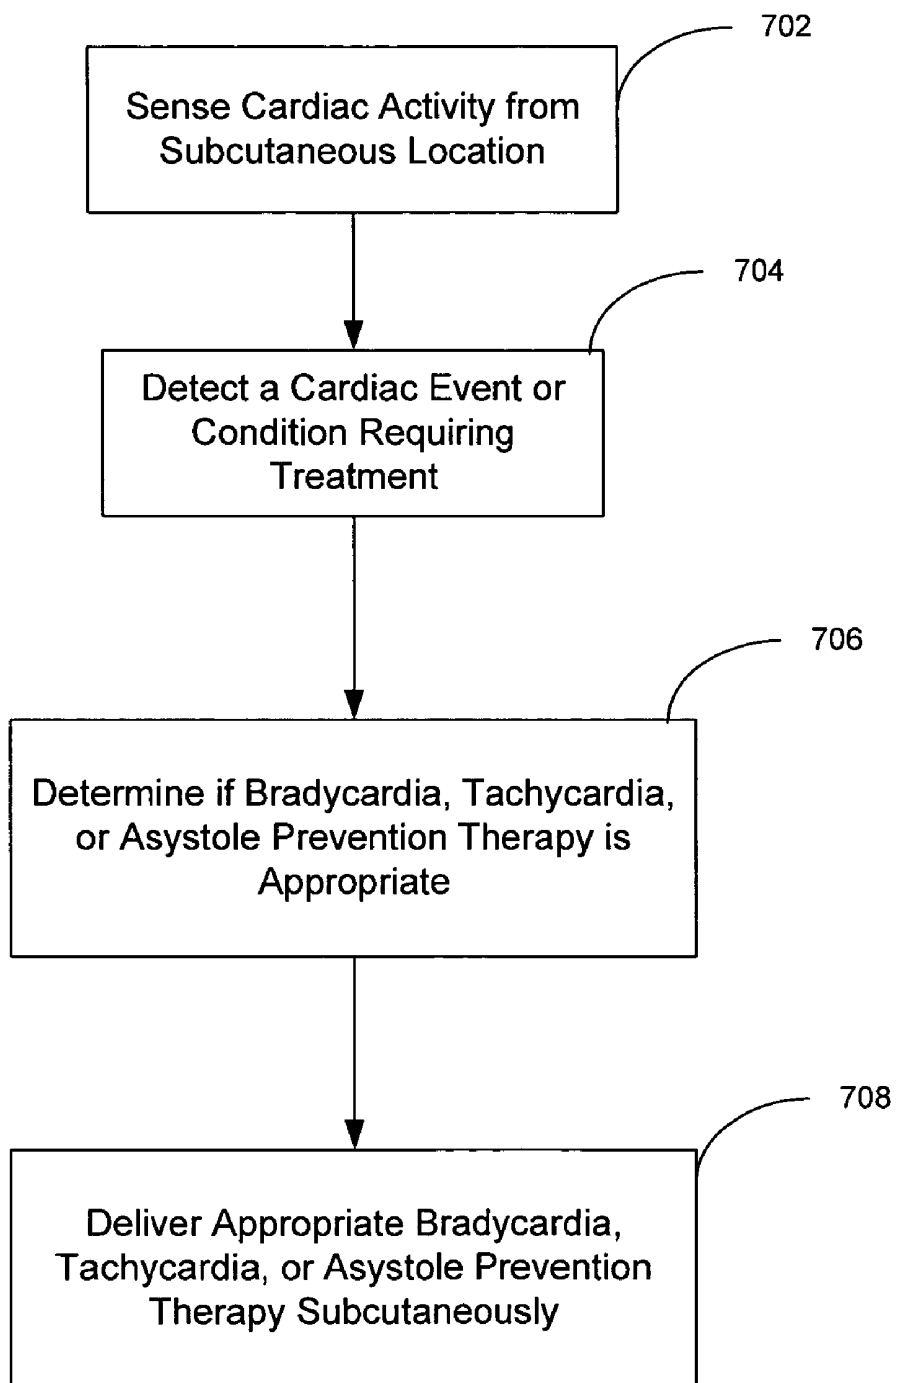 702
Sense Cardiac Activity from
Subcutaneous Location
704
Detect a Cardiac Event or
Condition Requiring
Treatment
706
Determine if Bradycardia, Tachycardia,
or Asystole Prevention Therapy is
Appropriate
708
Deliver Appropriate Bradycardia,
Tachycardia, or Asystole Prevention
Therapy Subcutaneously